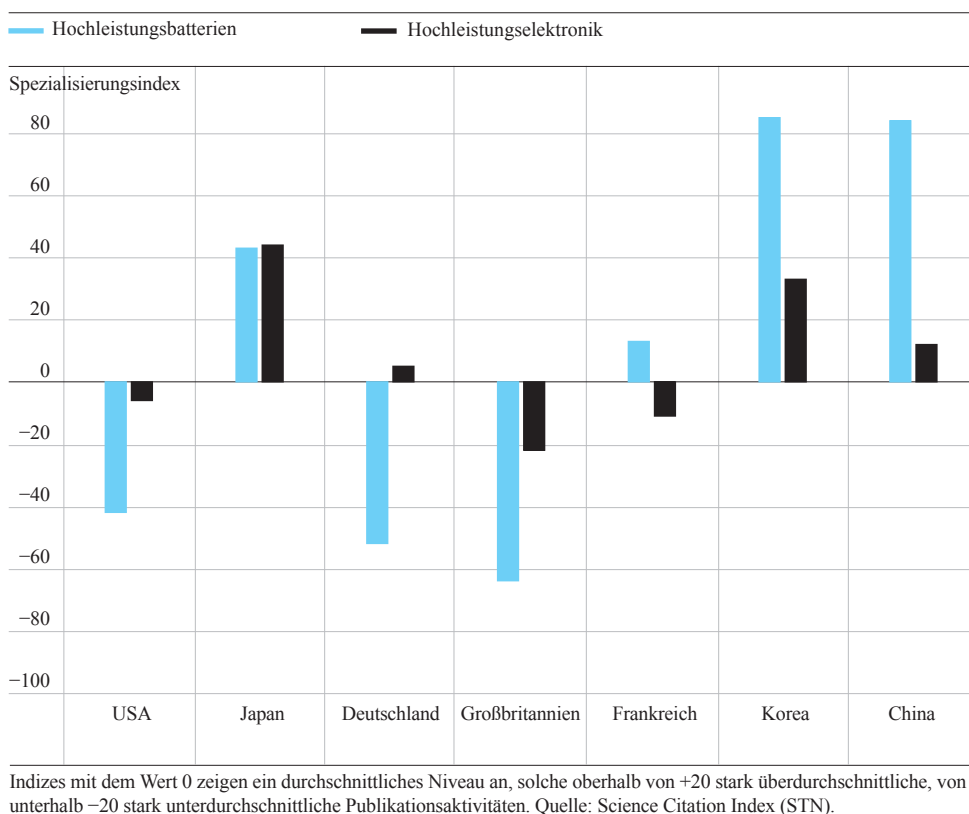 Hochleistungsbatterien Hochleistungselektronik
Spezialisierungsindex
80
60
40
20
0
−20
−40
−60
−80
−100
USA Japan Deutschland Großbritannien Frankreich Korea China
Indizes mit dem Wert 0 zeigen ein durchschnittliches Niveau an, solche oberhalb von +20 stark überdurchschnittliche, von
unterhalb −20 stark unterdurchschnittliche Publikationsaktivitäten. Quelle: Science Citation Index (STN).